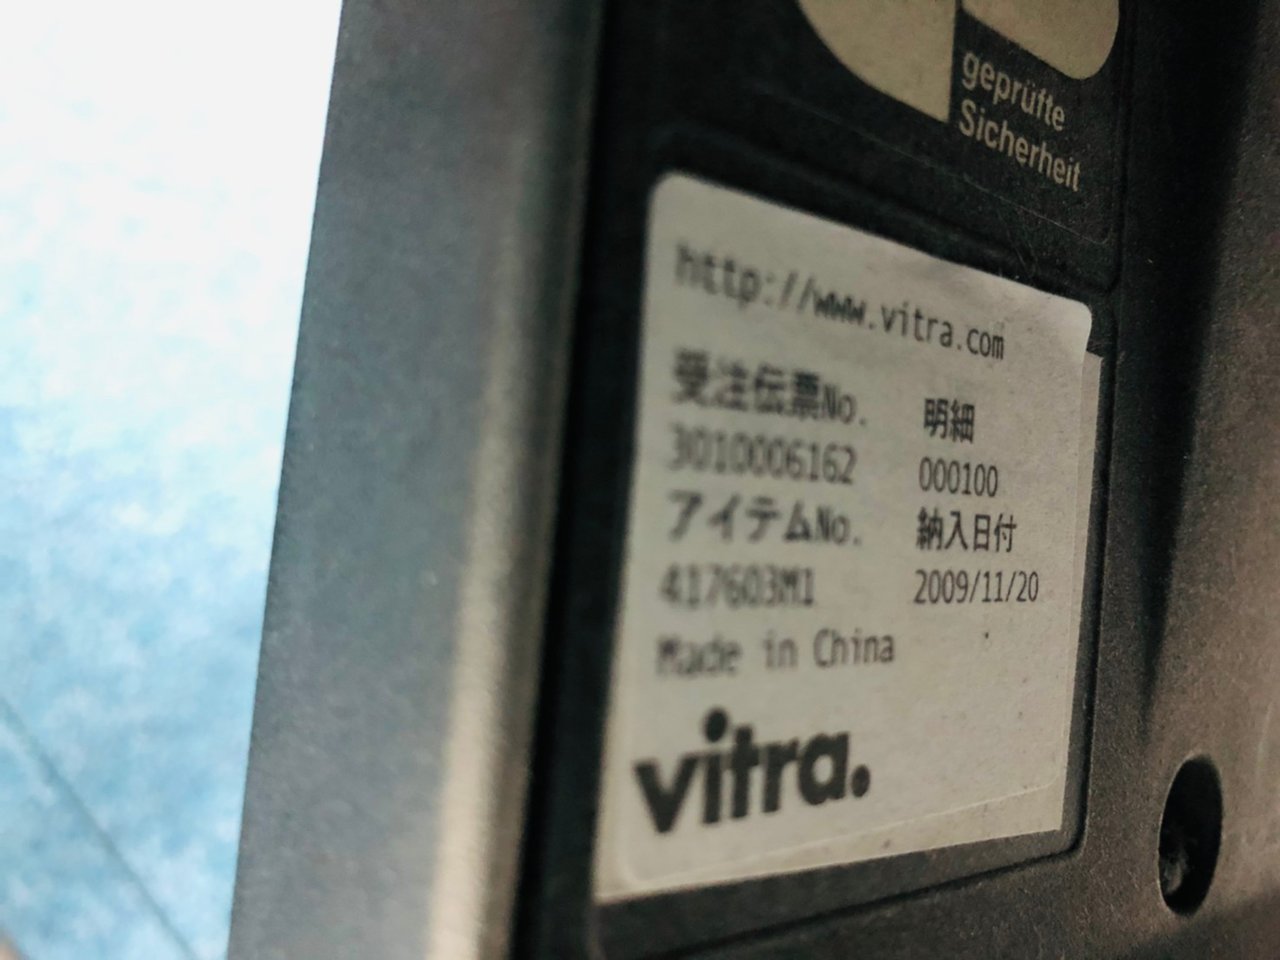 geprüfte
Sicherheit
http://www.vitra.com
受注伝票No. 明細
3010006162 000100
アイテムNo. 納入日付
417603M1 2009/11/20
Made in China
vitra.